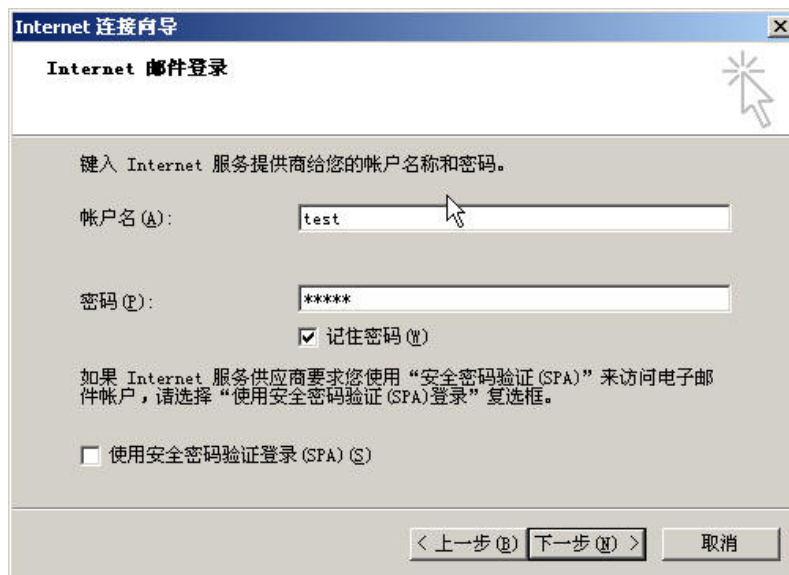 Internet 连接向导
Internet 邮件登录
键入 Internet 服务提供商给您的帐户名称和密码。
帐户名(A): test
密码(P): *****
记住密码(W)
如果 Internet 服务供应商要求您使用“安全密码验证(SPA)”来访问电子邮
件帐户，请选择“使用安全密码验证(SPA)登录”复选框。
使用安全密码验证登录(SPA)(S)
< 上一步(B) 下一步(N) > 取消